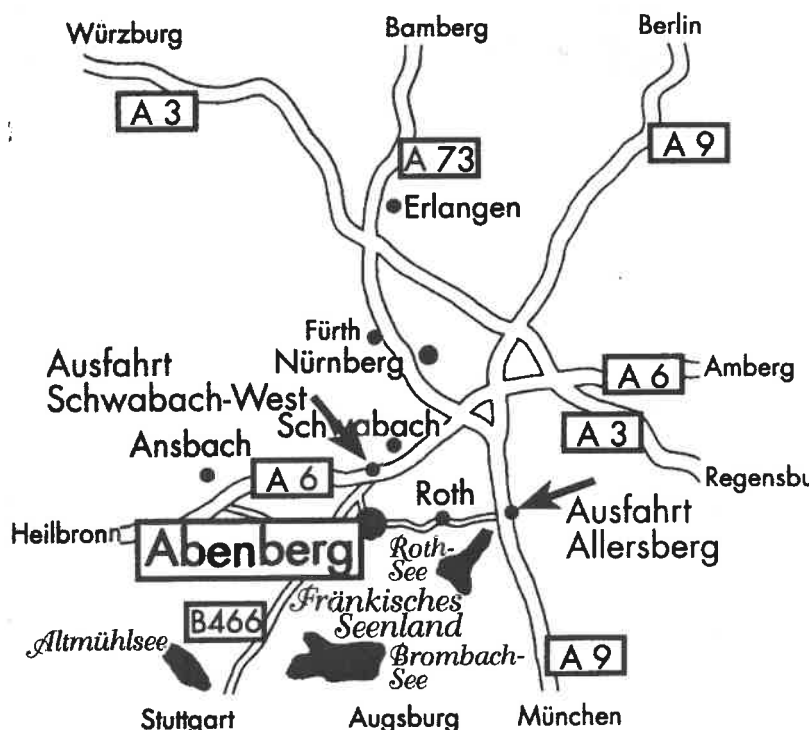 Würzburg
Bamberg
Berlin
A 3
A 73
A 9
Erlangen
Fürth
Nürnberg
Ausfahrt
Schwabach-West
Schwabach
Ansbach
A 6
Amberg
A 3
Regensbu
A 6
Roth
Ausfahrt
Allersberg
Heilbronn
Abenberg
Roth-
See
Fränkisches
Seenland
B466
Altmühlsee
Brombach-
See
A 9
Stuttgart
Augsburg
München